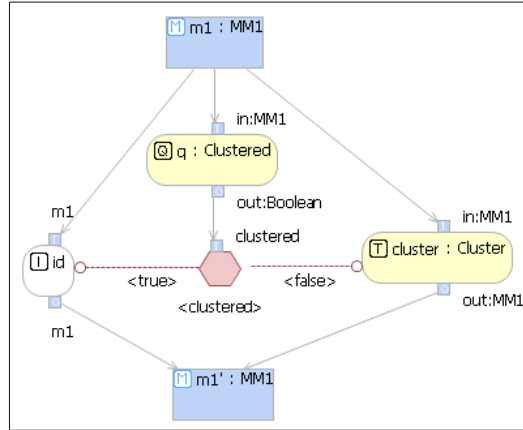 M m1 : MM1
in:MM1
I
Q q : Clustered
O
out:Boolean
m1
clustered
in:MM1
I
I
I
I id
T cluster : Cluster
<true>
<false>
<clustered>
O
O
out:MM1
m1
M m1' : MM1